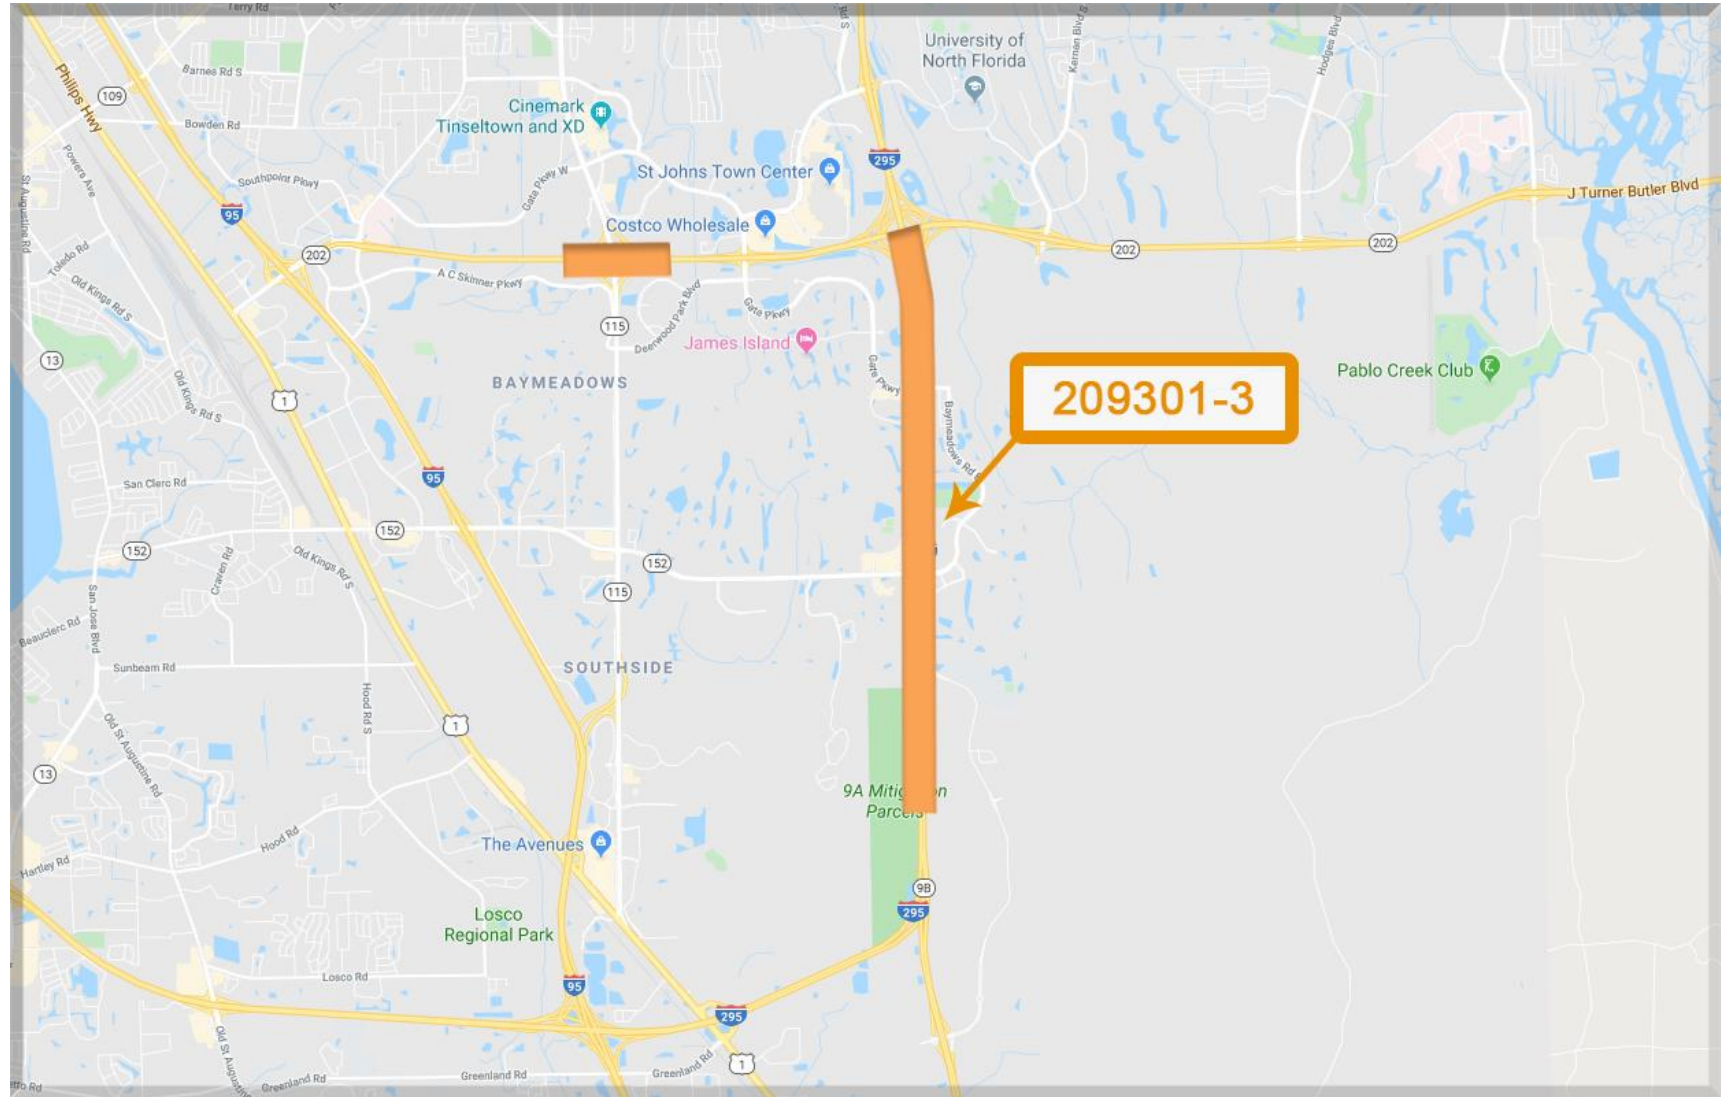 Terry Rd
Rd S
Kernan Blvd S
Hodges Blvd
University of
North Florida
Philips Hwy
109
Barnes Rd S
Bowden Rd
Cinemark
Tinseltown and XD
Powers Ave
St Augustine Rd
Southpoint Pkwy
Gate Pkwy W
St Johns Town Center
295
95
J Turner Butler Blvd
Costco Wholesale
202
202
202
Toledo Rd
Old Kings Rd S
A C Skinner Pkwy
Deerwood Park Blvd
Gate Pkwy
115
James Island
13
Old Kings Rd S
BAYMEADOWS
Gate Pkwy
Baymeadows Rd
209301-3
Pablo Creek Club
1
95
San Clerc Rd
152
152
152
Old Kings Rd S
Craven Rd
115
San Jose Blvd
Beauclerc Rd
Sunbeam Rd
SOUTHSIDE
Hood Rd S
1
Old St Augustine Rd
13
9A Mitig on
Parcels
Hood Rd
The Avenues
Hartley Rd
9B
295
Losco
Regional Park
Losco Rd
95
295
Old St Augustine
1
Greenland Rd
Greenland Rd
Greenland Rd